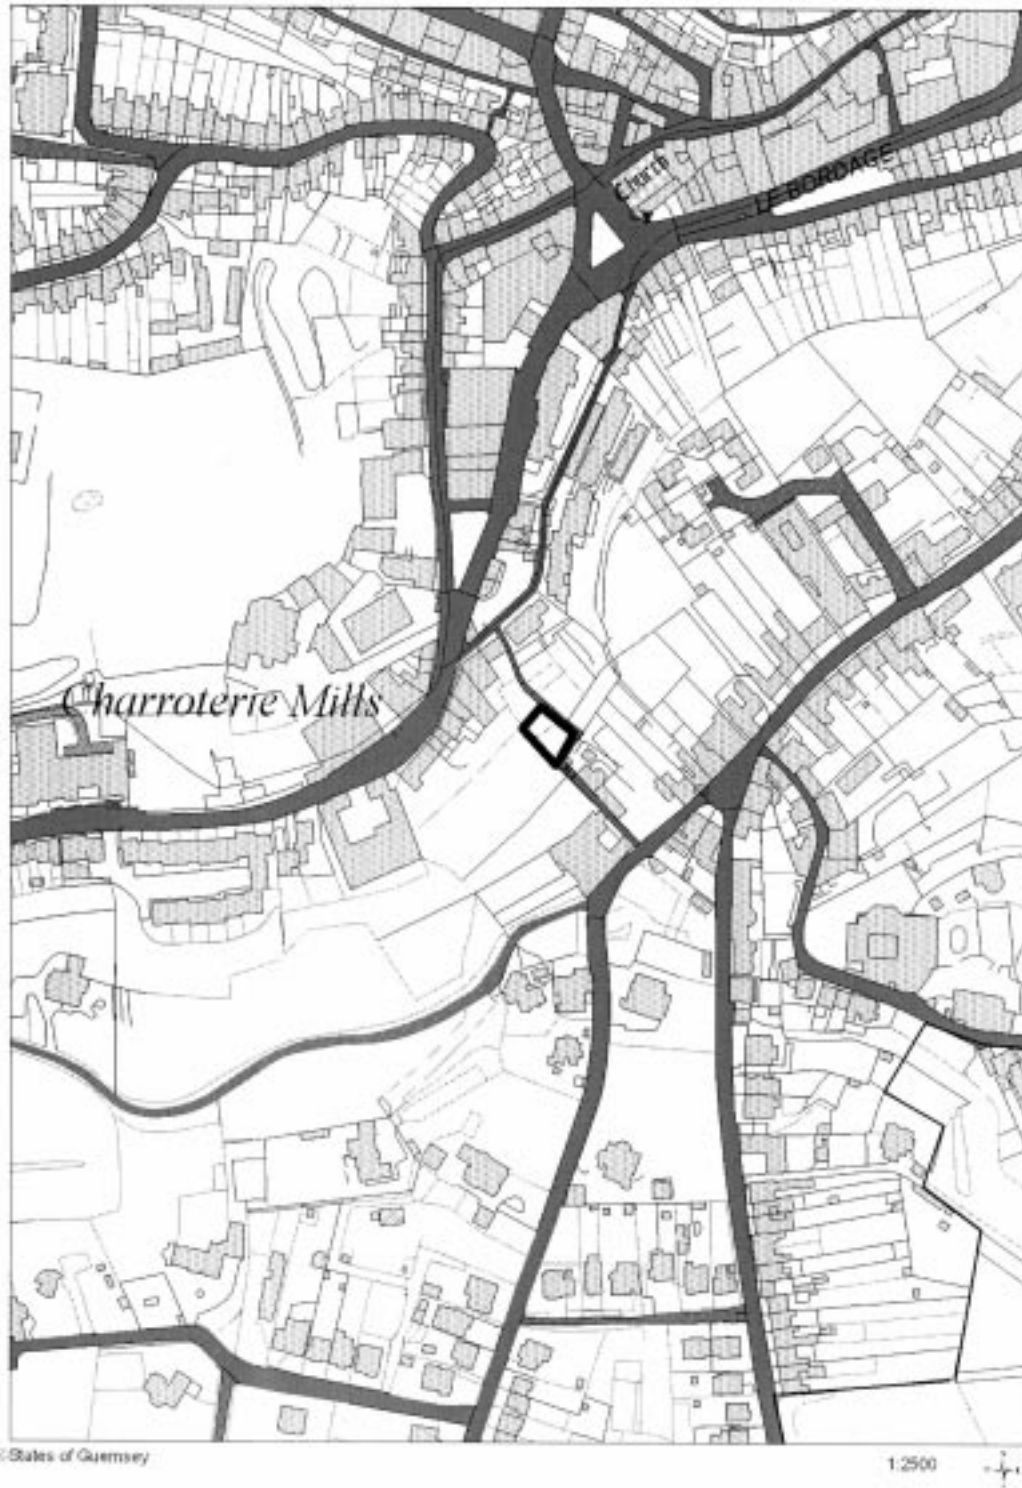 Church
LE BORDAGE
Charroterie Mills
©States of Guernsey
1:2500